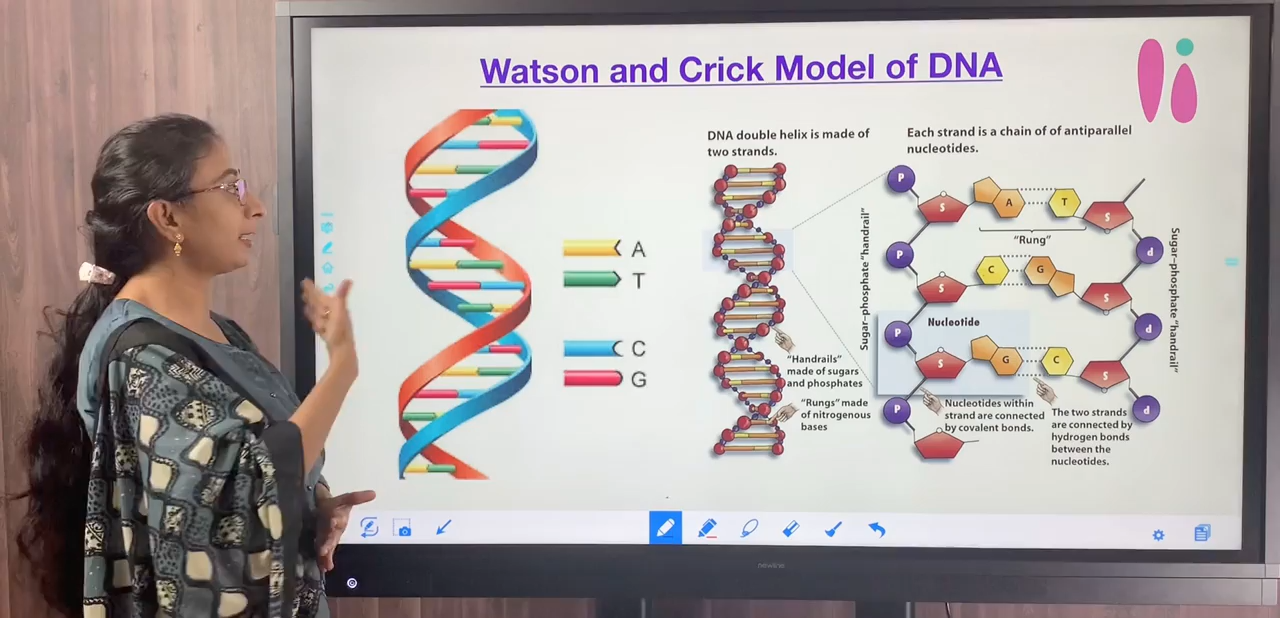 Watson and Crick Model of DNA
DNA double helix is made of
two strands.
Each strand is a chain of of antiparallel
nucleotides.
A
T
C
G
"Handrails"
made of sugars
and phosphates
"Rungs" made
of nitrogenous
bases
Sugar–phosphate "handrail"
P
S
A
T
S
"Rung"
P
P
S
C
G
S
P
Nucleotide
P
S
G
C
S
P
P
Nucleotides within
strand are connected
by covalent bonds.
The two strands
are connected by
hydrogen bonds
between the
nucleotides.
Sugar–phosphate "handrail"
newline